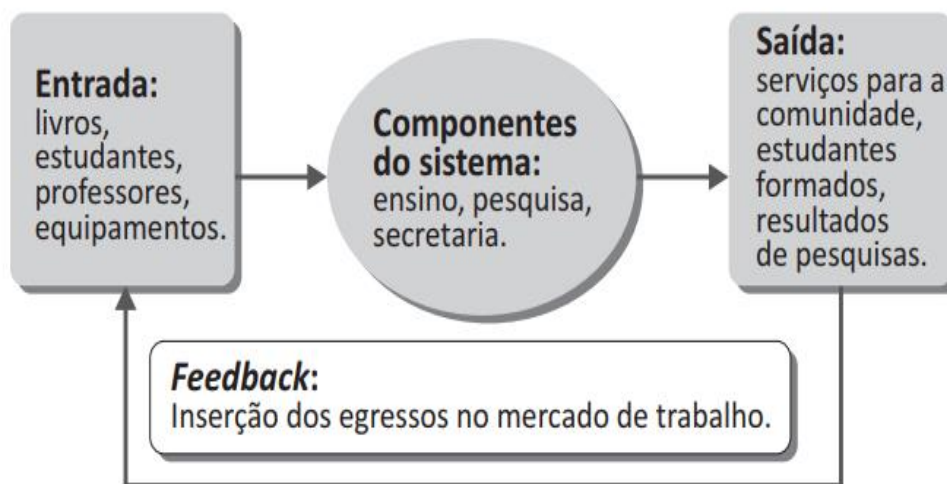 Entrada:
livros,
estudantes,
professores,
equipamentos.
Componentes
do sistema:
ensino, pesquisa,
secretaria.
Saída:
serviços para a
comunidade,
estudantes
formados,
resultados
de pesquisas.
Feedback:
Inserção dos egressos no mercado de trabalho.